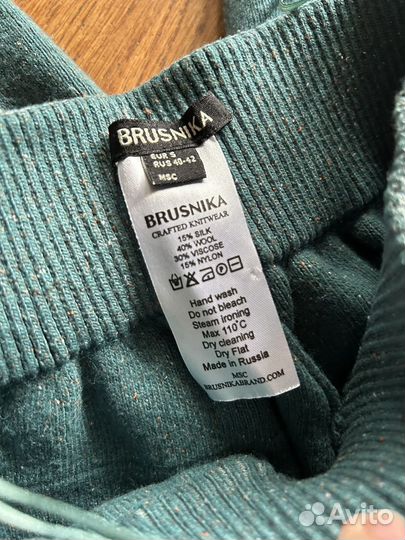 BRUSNIKA
EUR S
RUS 40-42
MSC
BRUSNIKA
CRAFTED KNITWEAR
15% SILK
40% WOOL
30% VISCOSE
15% NYLON
Hand wash
Do not bleach
Steam ironing
Max 110°C
Dry cleaning
Dry Flat
Made in Russia
MSC
BRUSNIKABRAND.COM
Avito